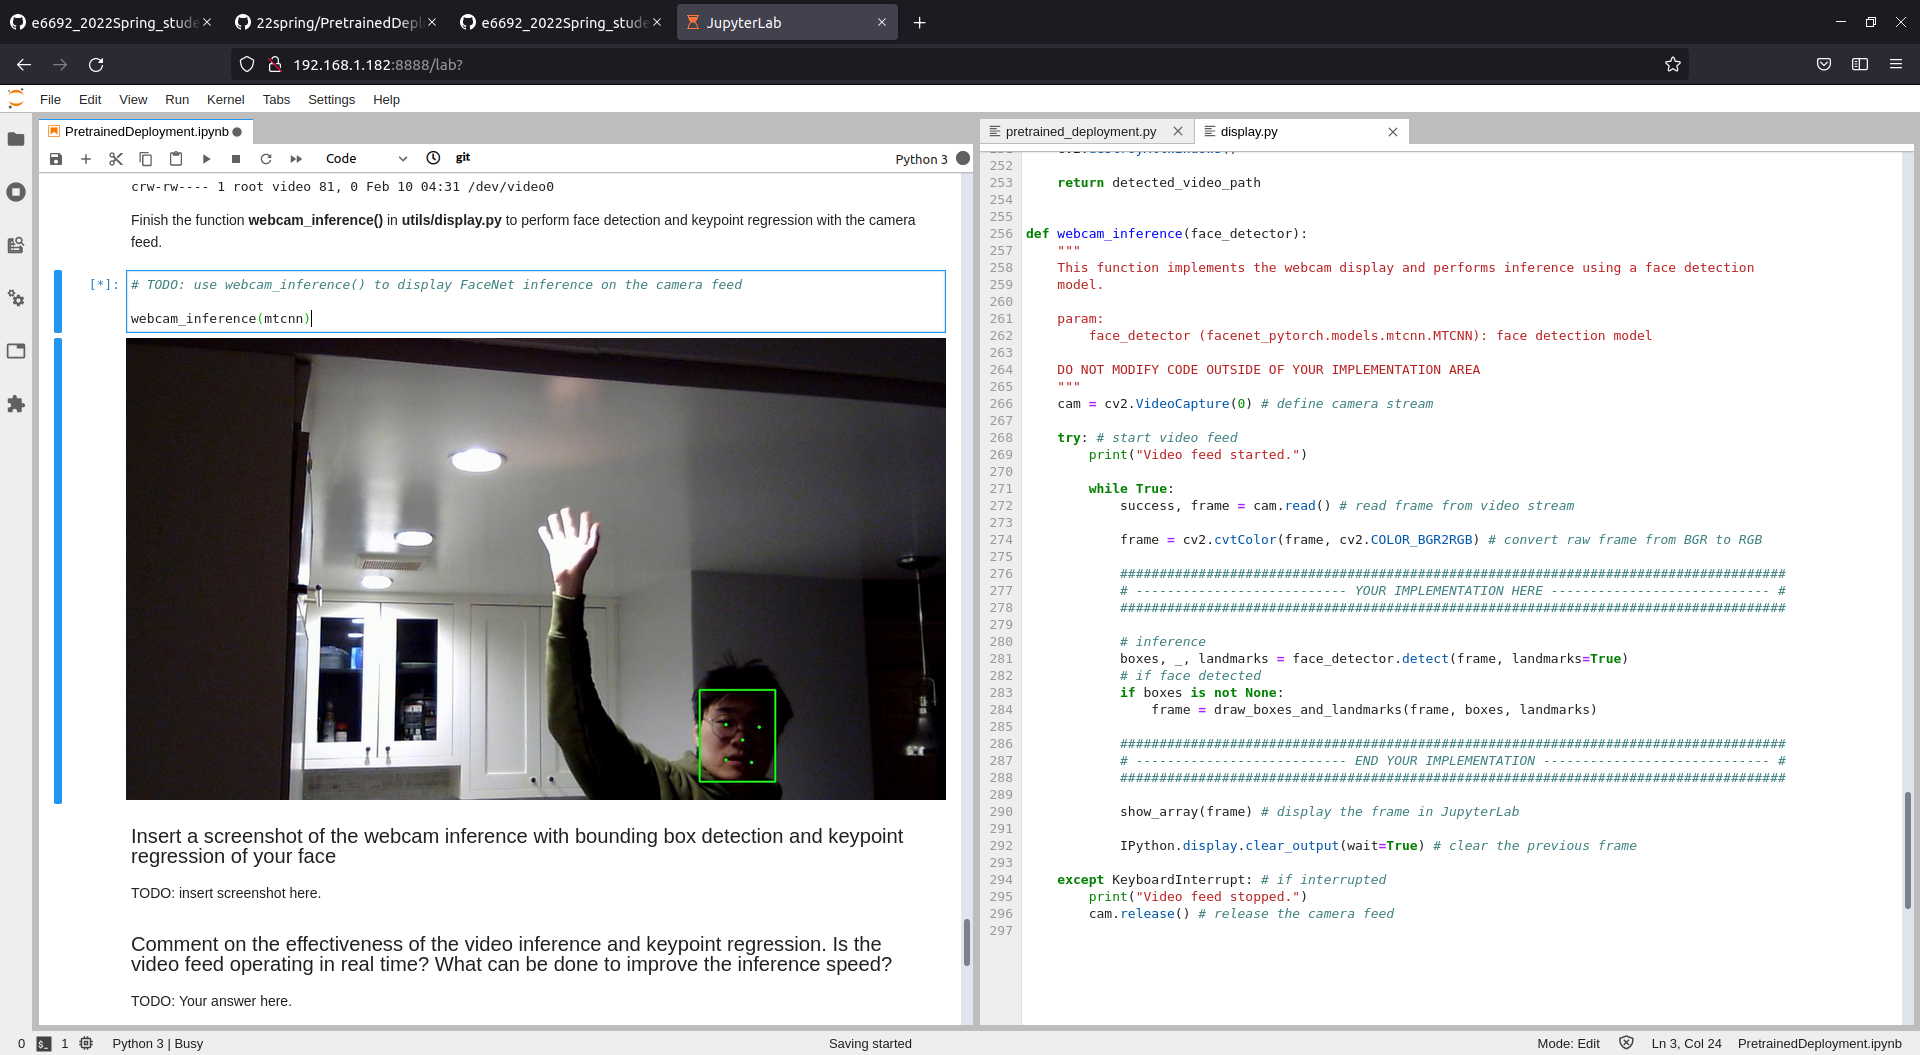 e6692_2022Spring_stude
22spring/PretrainedDepl
e6692_2022Spring_stude
JupyterLab
192.168.1.182:8888/lab?
File Edit View Run Kernel Tabs Settings Help
PretrainedDeployment.ipynb
Code
git
Python 3
crw-rw---- 1 root video 81, 0 Feb 10 04:31 /dev/video0
Finish the function webcam_inference() in utils/display.py to perform face detection and keypoint regression with the camera
feed.
[*]:
# TODO: use webcam_inference() to display FaceNet inference on the camera feed
webcam_inference(mtcnn)
Insert a screenshot of the webcam inference with bounding box detection and keypoint
regression of your face
TODO: insert screenshot here.
Comment on the effectiveness of the video inference and keypoint regression. Is the
video feed operating in real time? What can be done to improve the inference speed?
TODO: Your answer here.
pretrained_deployment.py
display.py
252
253     return detected_video_path
254
255
256 def webcam_inference(face_detector):
257     """
258     This function implements the webcam display and performs inference using a face detection
259     model.
260
261     param:
262         face_detector (facenet_pytorch.models.mtcnn.MTCNN): face detection model
263
264     DO NOT MODIFY CODE OUTSIDE OF YOUR IMPLEMENTATION AREA
265     """
266     cam = cv2.VideoCapture(0) # define camera stream
267
268     try: # start video feed
269         print("Video feed started.")
270
271         while True:
272             success, frame = cam.read() # read frame from video stream
273
274             frame = cv2.cvtColor(frame, cv2.COLOR_BGR2RGB) # convert raw frame from BGR to RGB
275
276             #####################################################################################
277             # --------------------------- YOUR IMPLEMENTATION HERE ---------------------------- #
278             #####################################################################################
279
280             # inference
281             boxes, _, landmarks = face_detector.detect(frame, landmarks=True)
282             # if face detected
283             if boxes is not None:
284                 frame = draw_boxes_and_landmarks(frame, boxes, landmarks)
285
286             #####################################################################################
287             # --------------------------- END YOUR IMPLEMENTATION ----------------------------- #
288             #####################################################################################
289
290             show_array(frame) # display the frame in JupyterLab
291
292             IPython.display.clear_output(wait=True) # clear the previous frame
293
294     except KeyboardInterrupt: # if interrupted
295         print("Video feed stopped.")
296         cam.release() # release the camera feed
297
0 $_ 1 Python 3 | Busy
Saving started
Mode: Edit
Ln 3, Col 24
PretrainedDeployment.ipynb